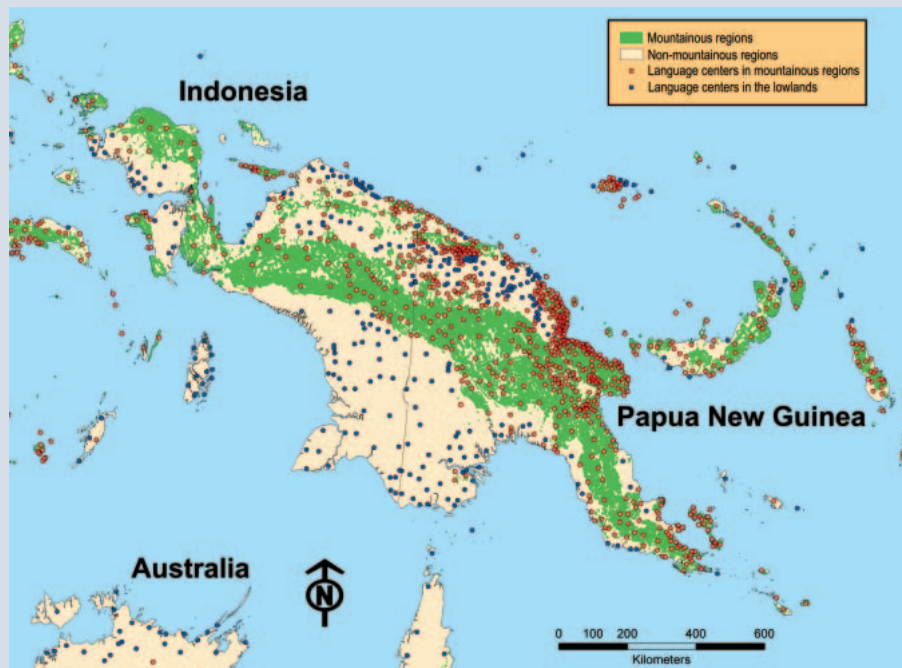 Mountainous regions
Non-mountainous regions
Language centers in mountainous regions
Language centers in the lowlands
Indonesia
Papua New Guinea
Australia
N
0 100 200 400 600
Kilometers